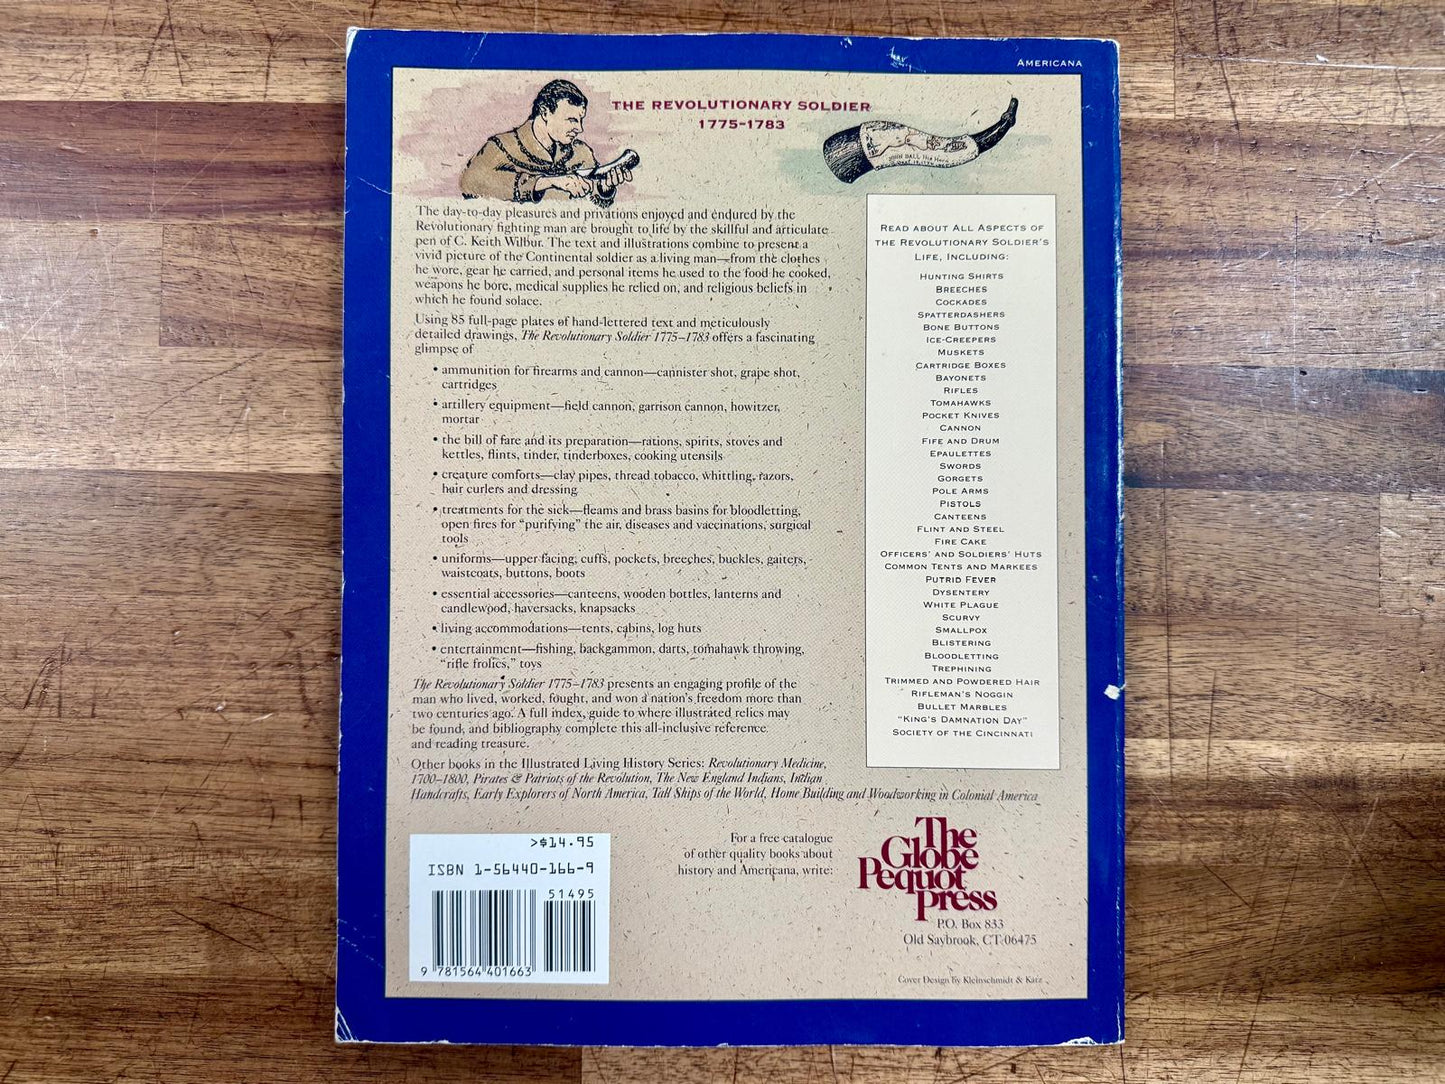 AMERICANA
THE REVOLUTIONARY SOLDIER
1775-1783
JOHN BALL His Horn
The day-to-day pleasures and privations enjoyed and endured by the
Revolutionary fighting man are brought to life by the skillful and articulate
pen of C. Keith Wilbur. The text and illustrations combine to present a
vivid picture of the Continental soldier as a living man—from the clothes
he wore, gear he carried, and personal items he used to the food he cooked,
weapons he bore, medical supplies he relied on, and religious beliefs in
which he found solace.
Using 85 full-page plates of hand-lettered text and meticulously
detailed drawings, The Revolutionary Soldier 1775–1783 offers a fascinating
glimpse of
• ammunition for firearms and cannon—cannister shot, grape shot,
cartridges
• artillery equipment—field cannon, garrison cannon, howitzer,
mortar
• the bill of fare and its preparation—rations, spirits, stoves and
kettles, flints, tinder, tinderboxes, cooking utensils
• creature comforts—clay pipes, thread tobacco, whittling, razors,
hair curlers and dressing
• treatments for the sick—fleams and brass basins for bloodletting,
open fires for "purifying" the air, diseases and vaccinations, surgical
tools
• uniforms—upper facing, cuffs, pockets, breeches, buckles, gaiters,
waistcoats, buttons, boots
• essential accessories—canteens, wooden bottles, lanterns and
candlewood, haversacks, knapsacks
• living accommodations—tents, cabins, log huts
• entertainment—fishing, backgammon, darts, tomahawk throwing,
"rifle frolics," toys
The Revolutionary Soldier 1775–1783 presents an engaging profile of the
man who lived, worked, fought, and won a nation's freedom more than
two centuries ago. A full index, guide to where illustrated relics may
be found, and bibliography complete this all-inclusive reference
and reading treasure.
Other books in the Illustrated Living History Series: Revolutionary Medicine,
1700–1800, Pirates & Patriots of the Revolution, The New England Indians, Indian
Handcrafts, Early Explorers of North America, Tall Ships of the World, Home Building and Woodworking in Colonial America
READ ABOUT ALL ASPECTS OF
THE REVOLUTIONARY SOLDIER'S
LIFE, INCLUDING:
HUNTING SHIRTS
BREECHES
COCKADES
SPATTERDASHERS
BONE BUTTONS
ICE-CREEPERS
MUSKETS
CARTRIDGE BOXES
BAYONETS
RIFLES
TOMAHAWKS
POCKET KNIVES
CANNON
FIFE AND DRUM
EPAULETTES
SWORDS
GORGETS
POLE ARMS
PISTOLS
CANTEENS
FLINT AND STEEL
FIRE CAKE
OFFICERS' AND SOLDIERS' HUTS
COMMON TENTS AND MARKEES
PUTRID FEVER
DYSENTERY
WHITE PLAGUE
SCURVY
SMALLPOX
BLISTERING
BLOODLETTING
TREPHINING
TRIMMED AND POWDERED HAIR
RIFLEMAN'S NOGGIN
BULLET MARBLES
"KING'S DAMNATION DAY"
SOCIETY OF THE CINCINNATI
>$14.95
ISBN 1-56440-166-9
51495
9 781564 401663
For a free catalogue
of other quality books about
history and Americana, write:
The
Globe
Pequot
Press
P.O. Box 833
Old Saybrook, CT 06475
Cover Design by Kleinschmidt & Katz